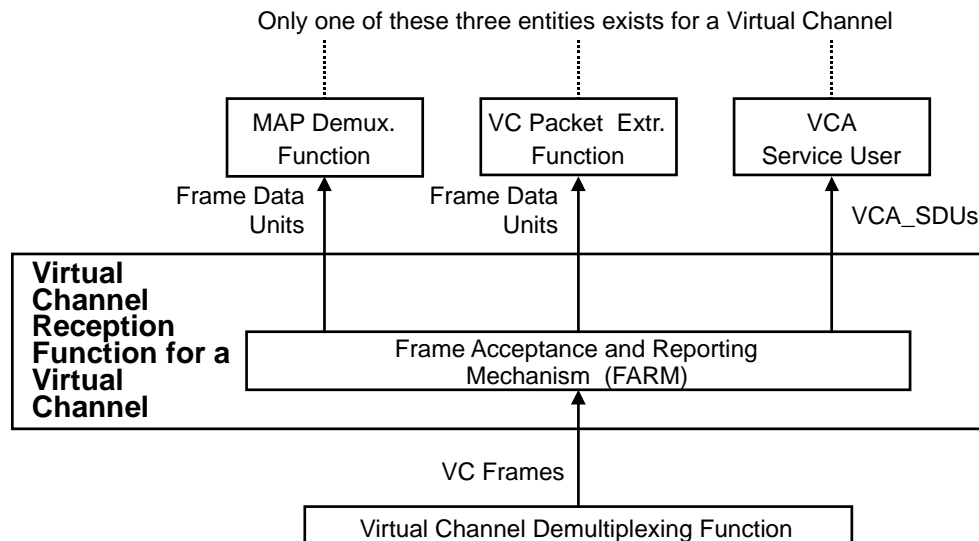 Only one of these three entities exists for a Virtual Channel
MAP Demux.
Function
VC Packet Extr.
Function
VCA
Service User
Frame Data
Units
Frame Data
Units
VCA_SDUs
Virtual
Channel
Reception
Function for a
Virtual
Channel
Frame Acceptance and Reporting
Mechanism (FARM)
VC Frames
Virtual Channel Demultiplexing Function